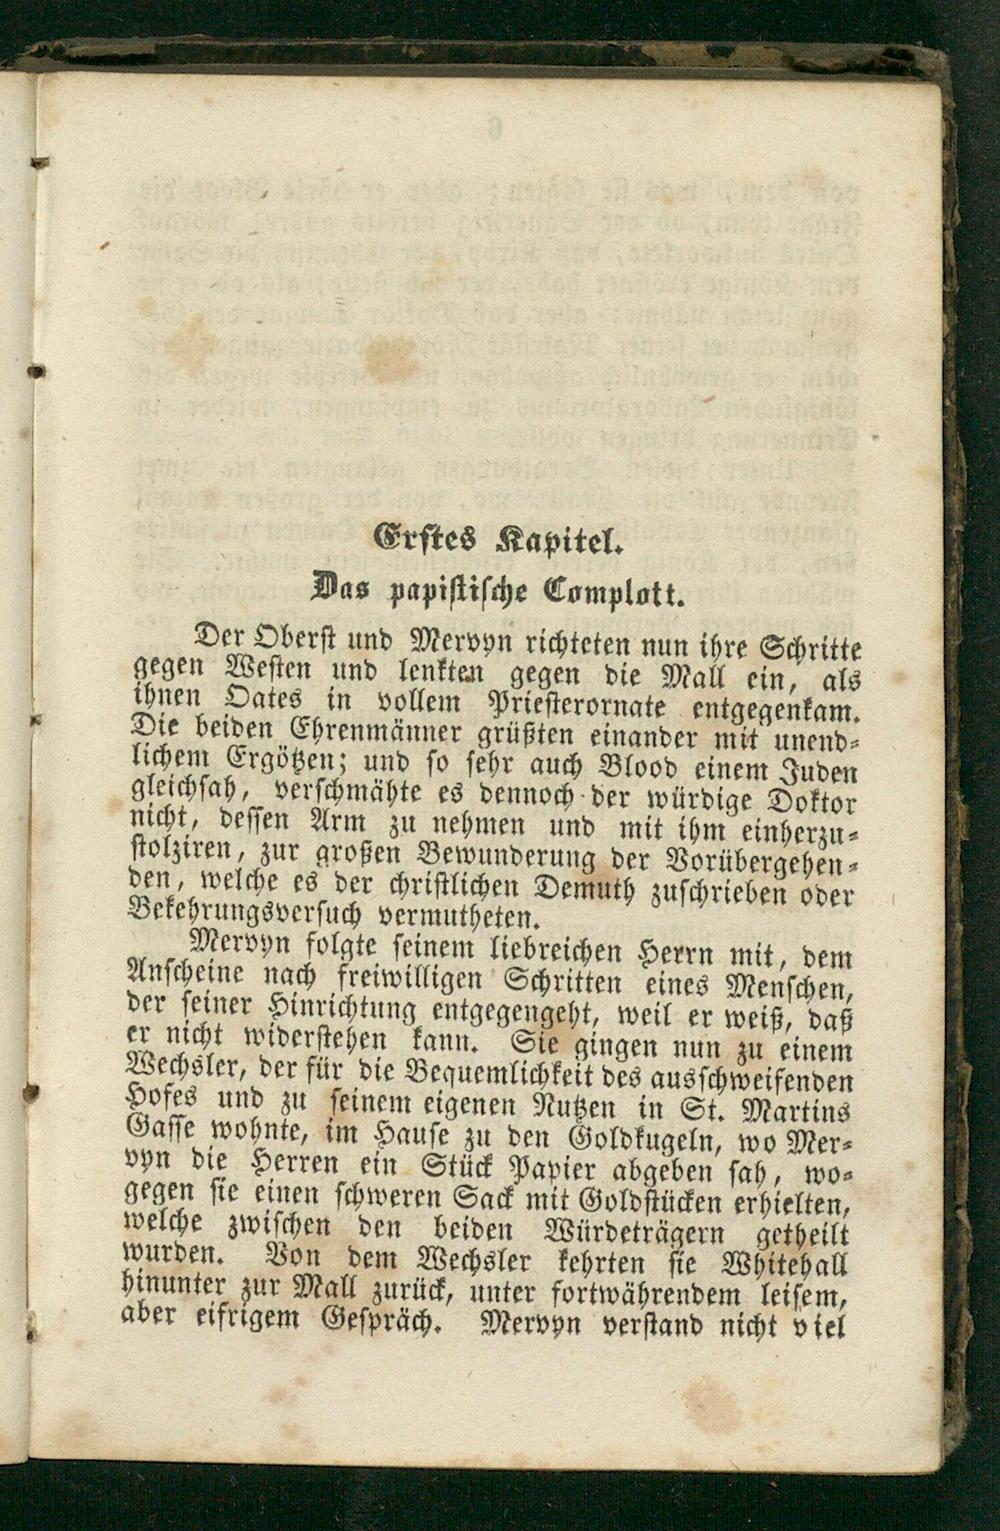 Erstes Kapitel.
Das papistische Complott.
Der Oberst und Mervyn richteten nun ihre Schritte
gegen Westen und lenkten gegen die Mall ein, als
ihnen Oates in vollem Priesterornate entgegenkam.
Die beiden Ehrenmänner grüßten einander mit unend-
lichem Ergötzen; und so sehr auch Blood einem Juden
gleichsah, verschmähte es dennoch der würdige Doktor
nicht, dessen Arm zu nehmen und mit ihm einherzu-
stolziren, zur großen Bewunderung der Vorübergehen-
den, welche es der christlichen Demuth zuschrieben oder
Bekehrungsversuch vermutheten.
Mervyn folgte seinem liebreichen Herrn mit, dem
Anscheine nach freiwilligen Schritten eines Menschen,
der seiner Hinrichtung entgegengeht, weil er weiß, daß
er nicht widerstehen kann. Sie gingen nun zu einem
Wechsler, der für die Bequemlichkeit des ausschweifenden
Hofes und zu seinem eigenen Nutzen in St. Martins
Gasse wohnte, im Hause zu den Goldkugeln, wo Mer-
vyn die Herren ein Stück Papier abgeben sah, wo-
gegen sie einen schweren Sack mit Goldstücken erhielten,
welche zwischen den beiden Würdeträgern getheilt
wurden. Von dem Wechsler kehrten sie Whitehall
hinunter zur Mall zurück, unter fortwährendem leisem,
aber eifrigem Gespräch. Mervyn verstand nicht viel